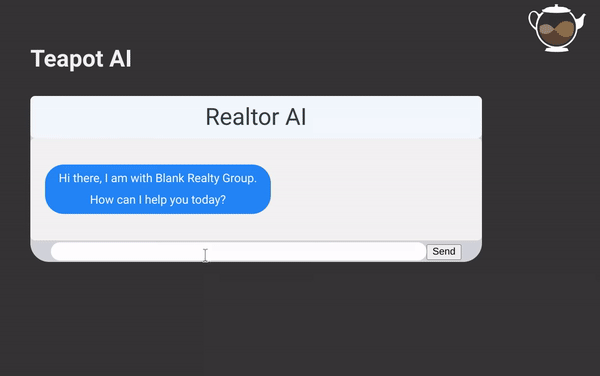 Teapot AI
Realtor AI
Hi there, I am with Blank Realty Group.
How can I help you today?
Send